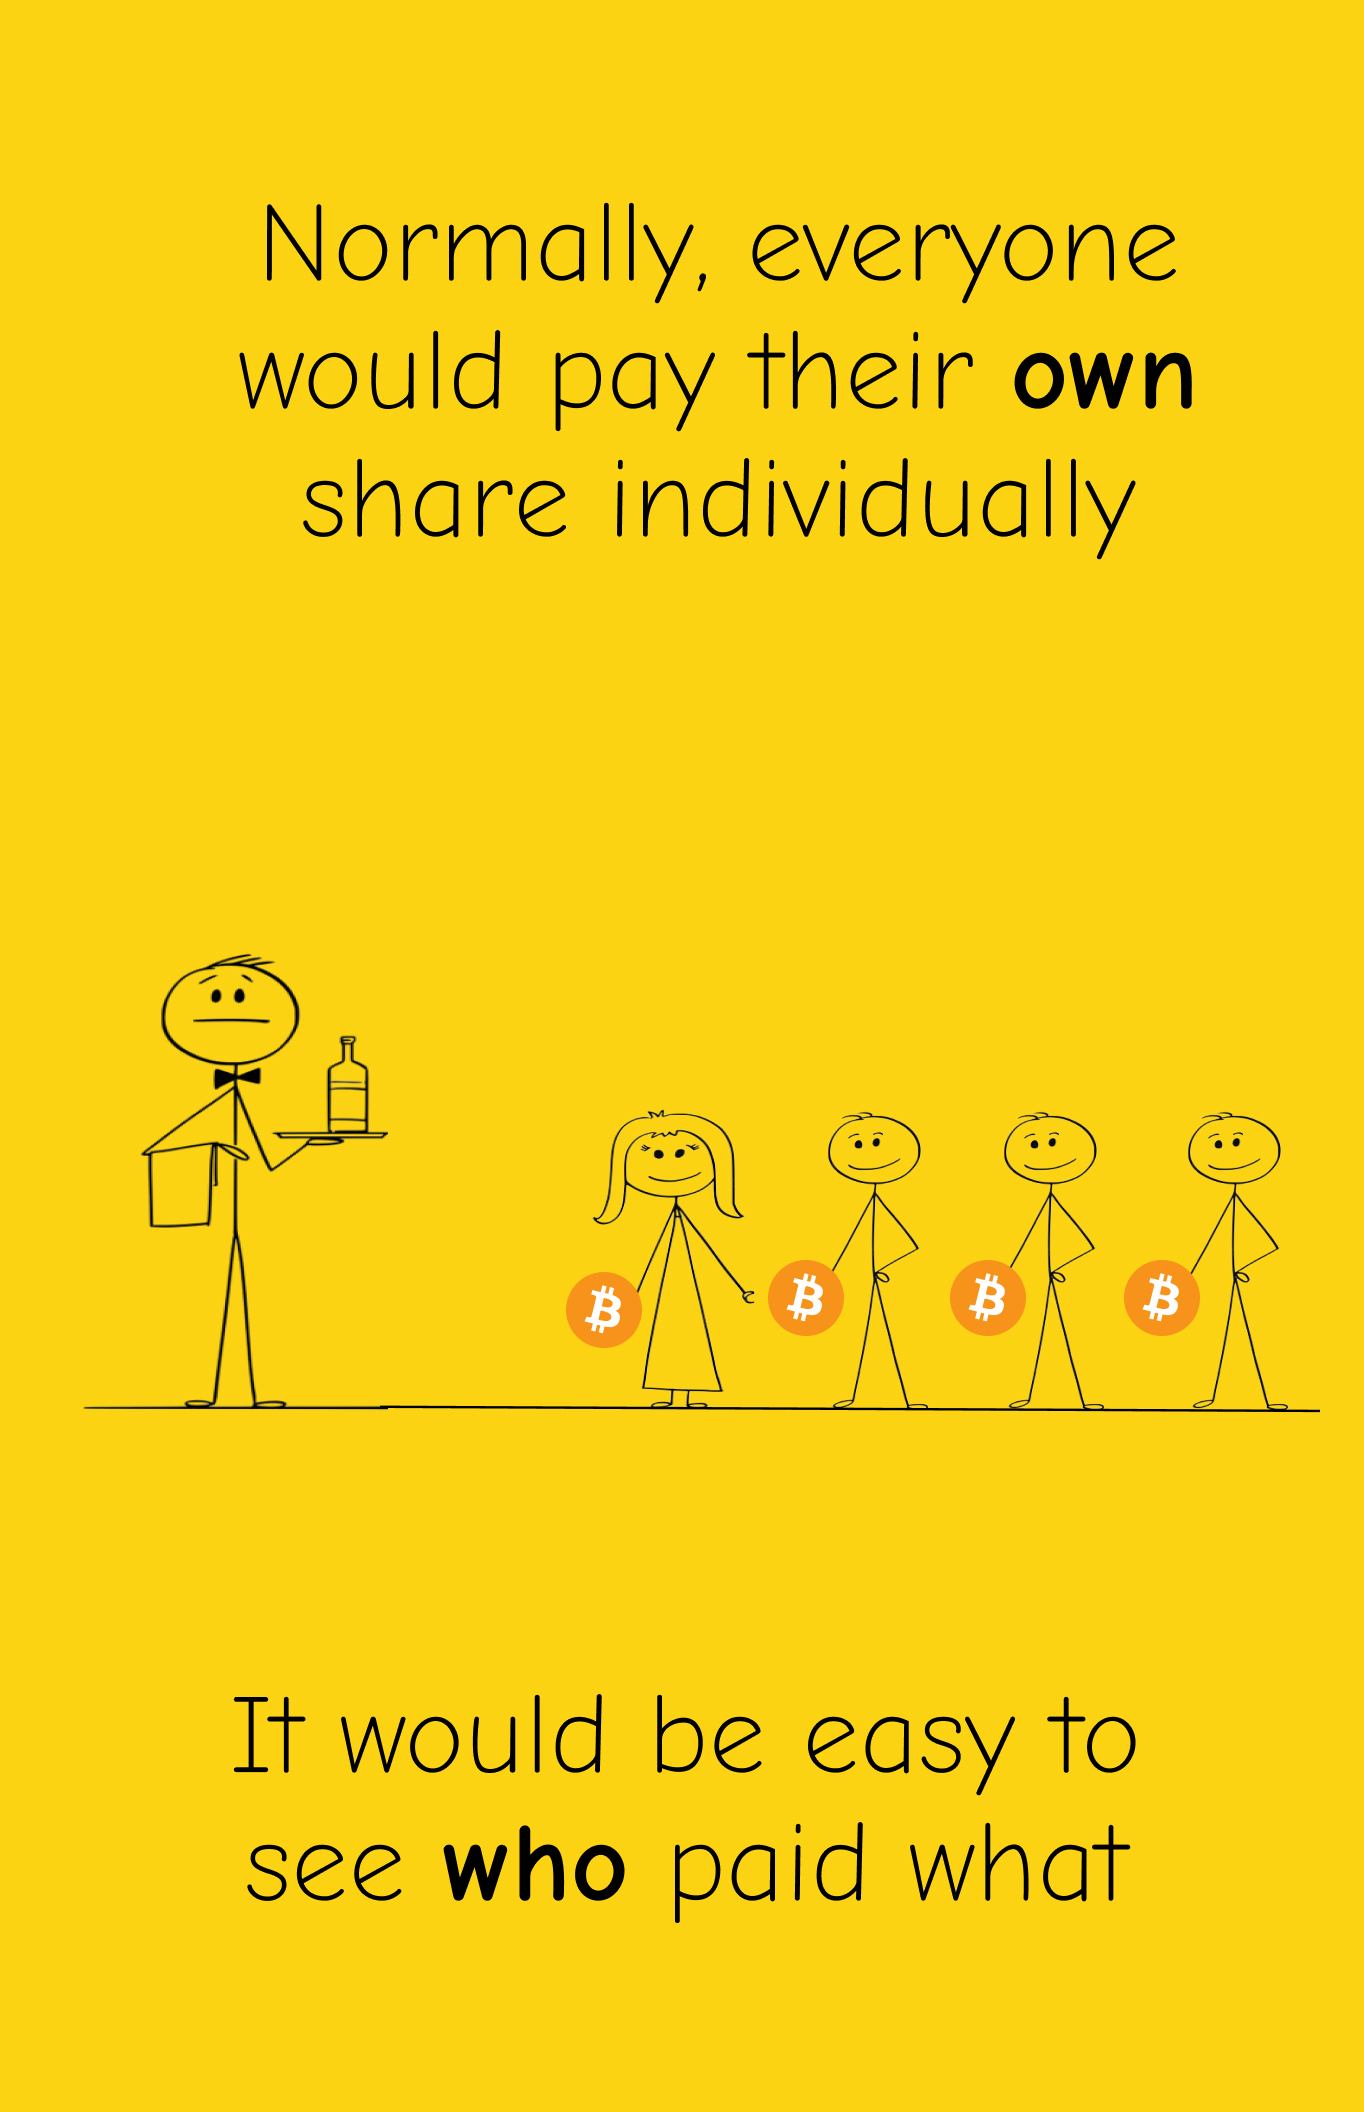 Normally, everyone
would pay their own
share individually
It would be easy to
see who paid what